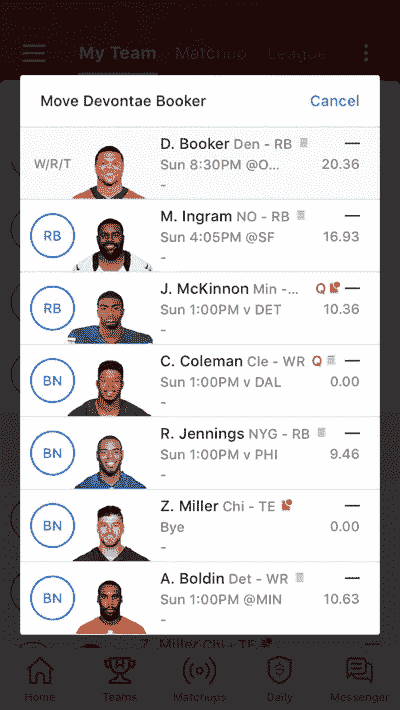 My Team Matchup League
Move Devontae Booker Cancel
W/R/T
D. Booker Den - RB —
Sun 8:30PM @O... 20.36
-
RB
M. Ingram NO - RB —
Sun 4:05PM @SF 16.93
-
RB
J. McKinnon Min -... Q —
Sun 1:00PM v DET 10.36
-
BN
C. Coleman Cle - WR Q —
Sun 1:00PM v DAL 0.00
-
BN
R. Jennings NYG - RB —
Sun 1:00PM v PHI 9.46
-
BN
Z. Miller Chi - TE —
Bye 0.00
-
BN
A. Boldin Det - WR —
Sun 1:00PM @MIN 10.63
-
Z. Miller Chi - TE
Home Teams Matchups Daily Messenger